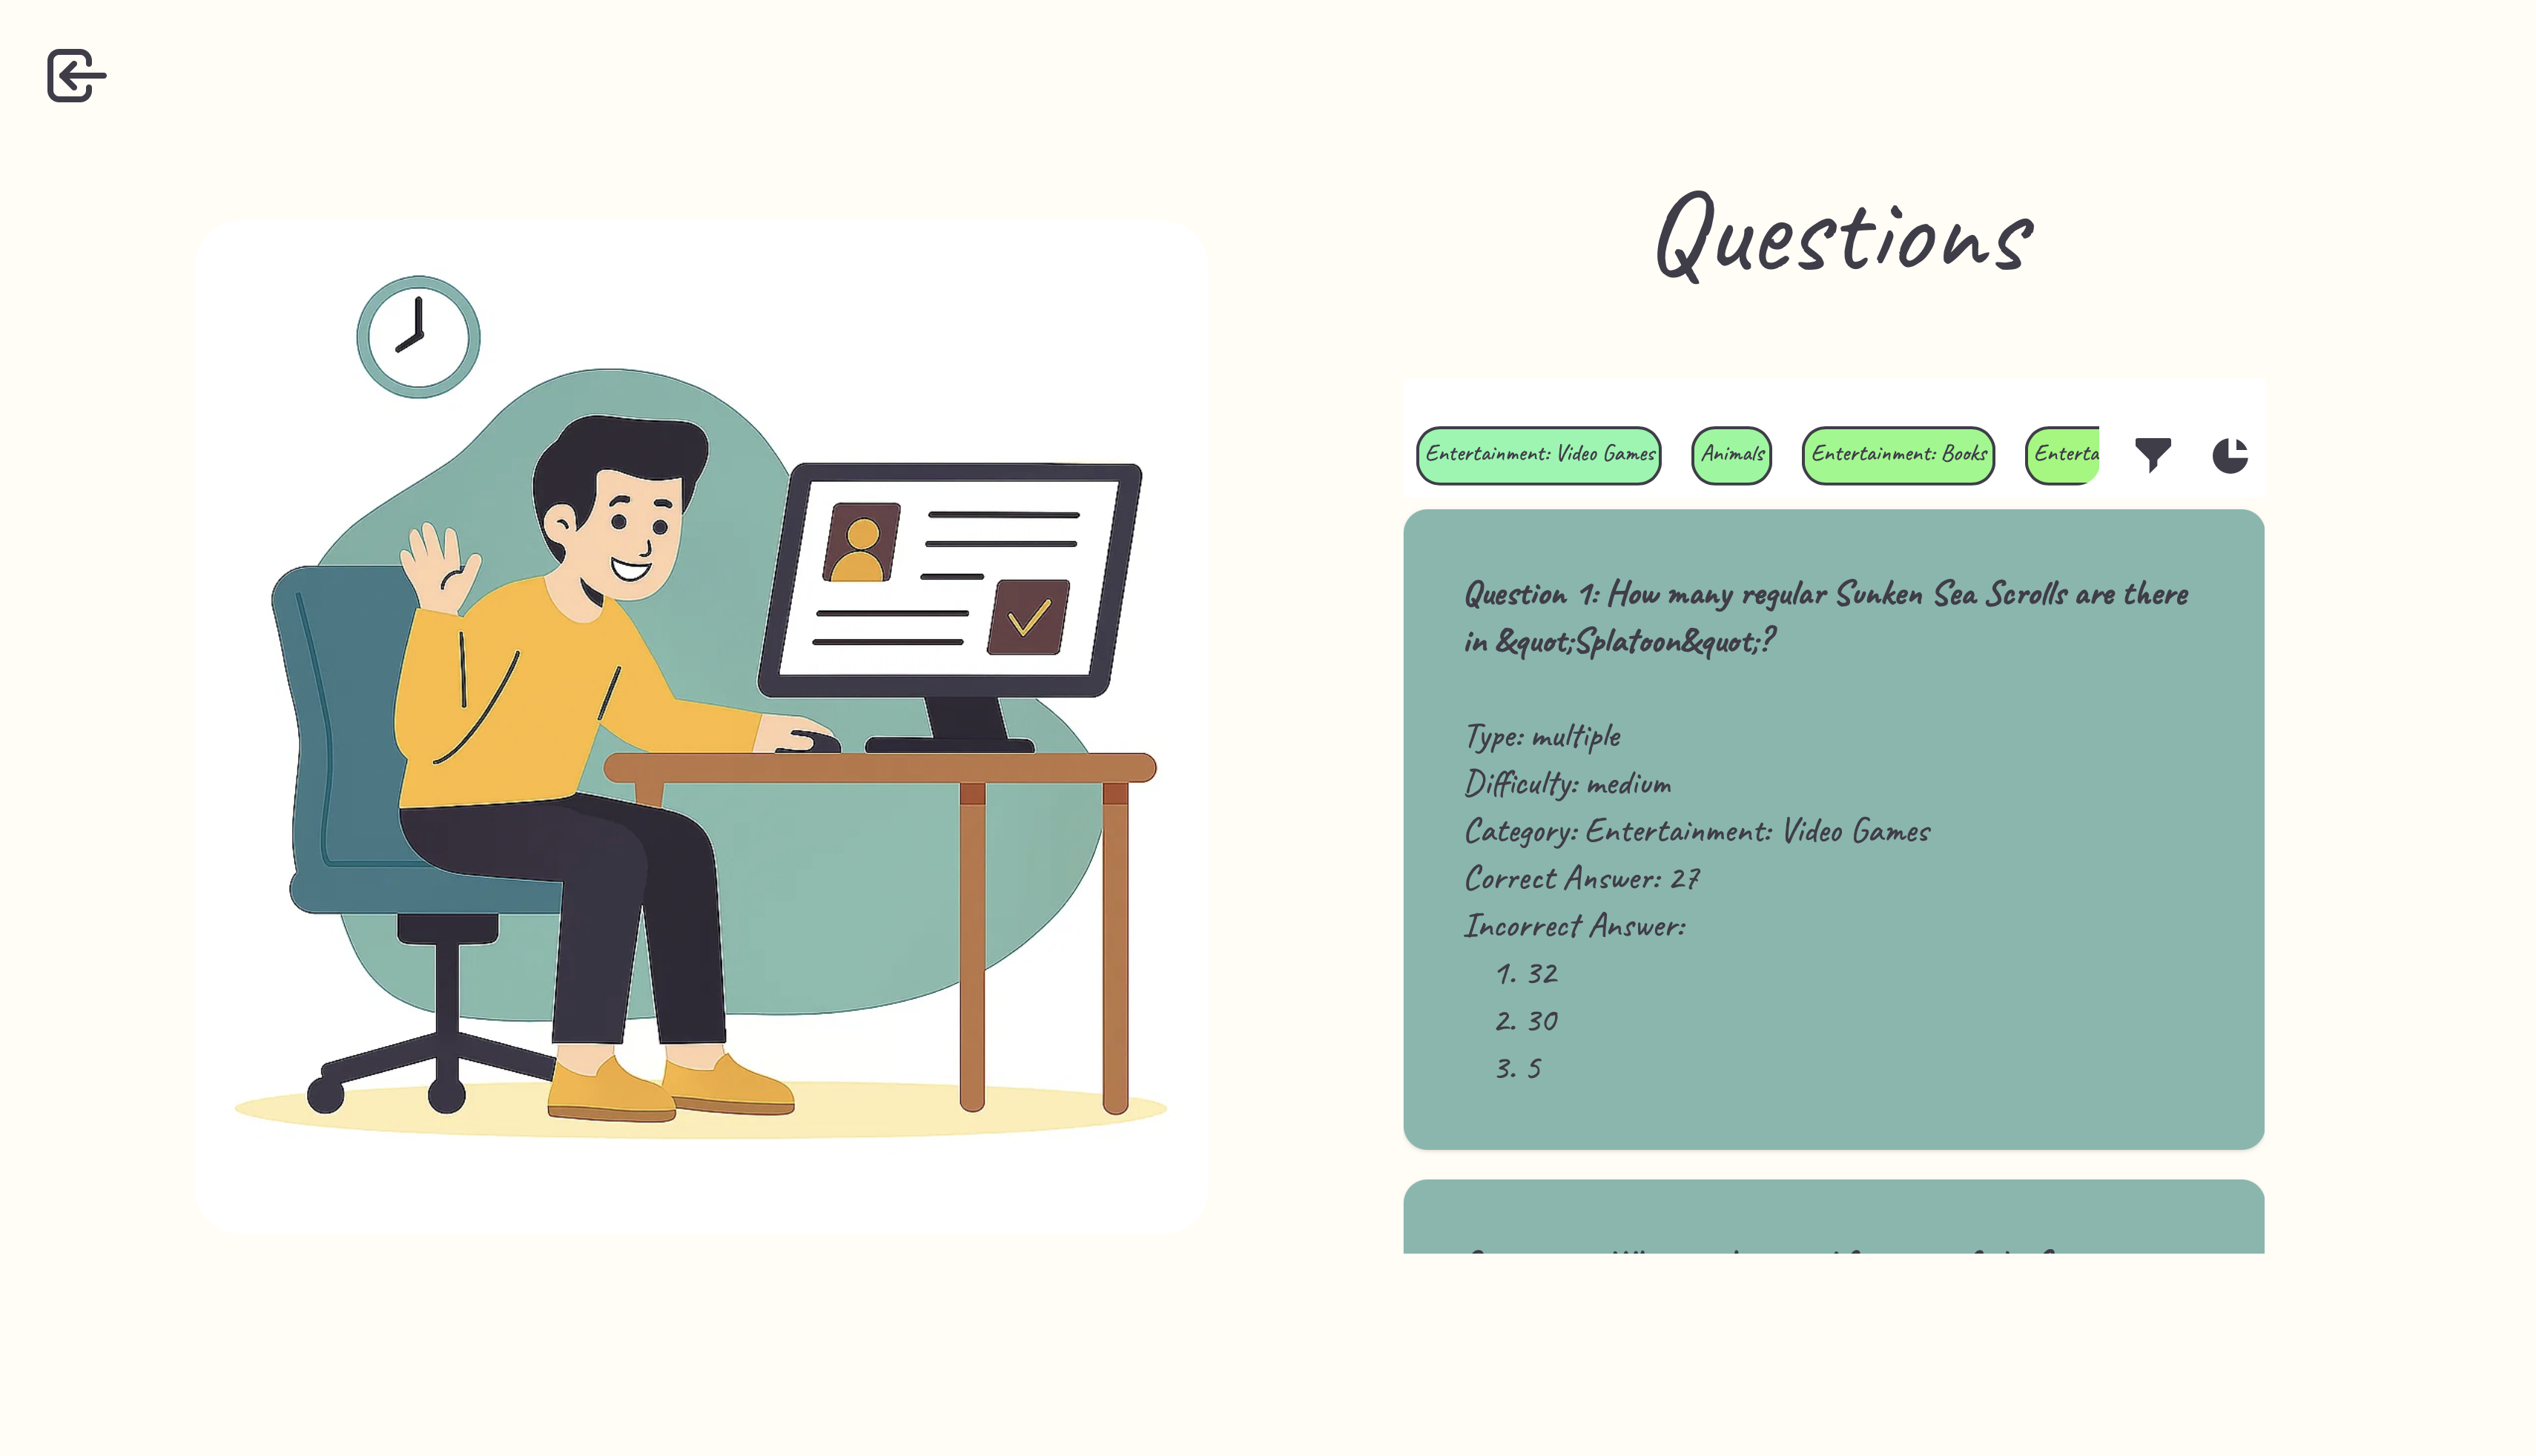 Questions
Entertainment: Video Games
Animals
Entertainment: Books
Enterta
Question 1: How many regular Sunken Sea Scrolls are there
in &quot;Splatoon&quot;?
Type: multiple
Difficulty: medium
Category: Entertainment: Video Games
Correct Answer: 27
Incorrect Answer:
1. 32
2. 30
3. 5